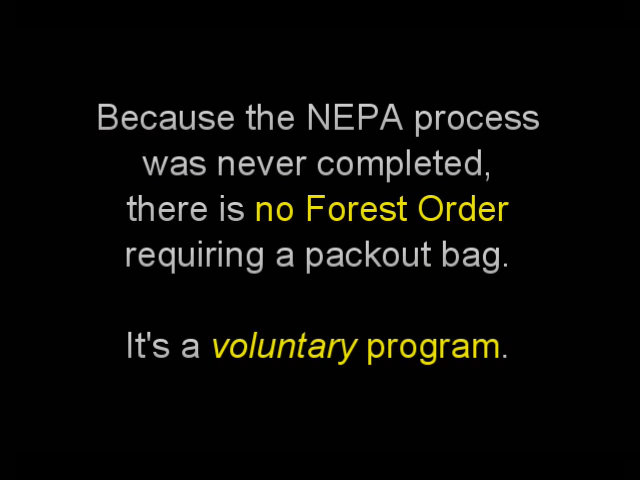 Because the NEPA process
was never completed,
there is no Forest Order
requiring a packout bag.
It's a voluntary program.